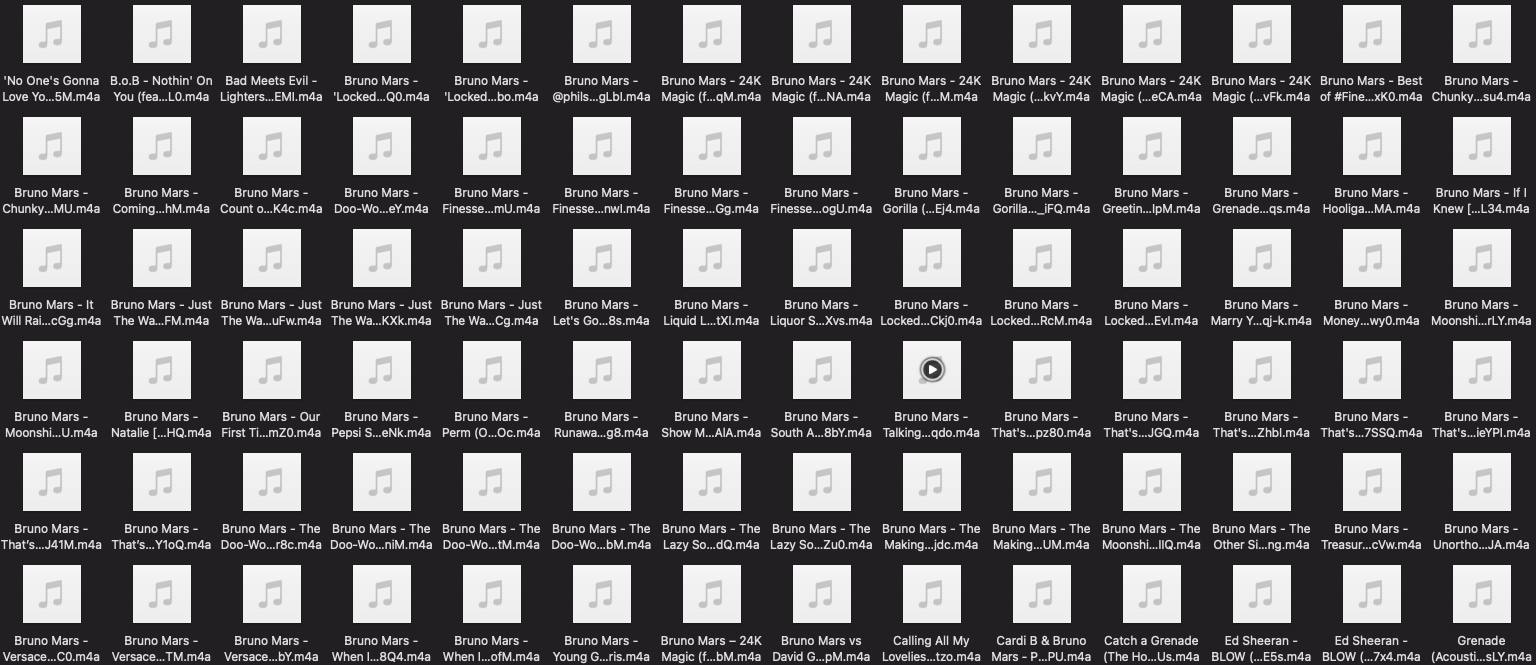 'No One's Gonna
Love Yo...5M.m4a
B.o.B - Nothin' On
You (fea...L0.m4a
Bad Meets Evil -
Lighters...EMI.m4a
Bruno Mars -
'Locked...Q0.m4a
Bruno Mars -
'Locked...bo.m4a
Bruno Mars -
@phils...gLbI.m4a
Bruno Mars - 24K
Magic (f...qM.m4a
Bruno Mars - 24K
Magic (f...NA.m4a
Bruno Mars - 24K
Magic (f...M.m4a
Bruno Mars - 24K
Magic (...kvY.m4a
Bruno Mars - 24K
Magic (...eCA.m4a
Bruno Mars - 24K
Magic (...vFk.m4a
Bruno Mars - Best
of #Fine...xK0.m4a
Bruno Mars -
Chunky...su4.m4a
Bruno Mars -
Chunky...MU.m4a
Bruno Mars -
Coming...hM.m4a
Bruno Mars -
Count o...K4c.m4a
Bruno Mars -
Doo-Wo...eY.m4a
Bruno Mars -
Finesse...mU.m4a
Bruno Mars -
Finesse...nwI.m4a
Bruno Mars -
Finesse...Gg.m4a
Bruno Mars -
Finesse...ogU.m4a
Bruno Mars -
Gorilla (...Ej4.m4a
Bruno Mars -
Gorilla..._iFQ.m4a
Bruno Mars -
Greetin...IpM.m4a
Bruno Mars -
Grenade...qs.m4a
Bruno Mars -
Hooliga...MA.m4a
Bruno Mars - If I
Knew [...L34.m4a
Bruno Mars - It
Will Rai...cGg.m4a
Bruno Mars - Just
The Wa...FM.m4a
Bruno Mars - Just
The Wa...uFw.m4a
Bruno Mars - Just
The Wa...KXk.m4a
Bruno Mars - Just
The Wa...Cg.m4a
Bruno Mars -
Let's Go...8s.m4a
Bruno Mars -
Liquid L...tXI.m4a
Bruno Mars -
Liquor S...Xvs.m4a
Bruno Mars -
Locked...Ckj0.m4a
Bruno Mars -
Locked...RcM.m4a
Bruno Mars -
Locked...EvI.m4a
Bruno Mars -
Marry Y...qj-k.m4a
Bruno Mars -
Money...wy0.m4a
Bruno Mars -
Moonshi...rLY.m4a
Bruno Mars -
Moonshi...U.m4a
Bruno Mars -
Natalie [...HQ.m4a
Bruno Mars - Our
First Ti...mZ0.m4a
Bruno Mars -
Pepsi S...eNk.m4a
Bruno Mars -
Perm (O...Oc.m4a
Bruno Mars -
Runawa...g8.m4a
Bruno Mars -
Show M...AlA.m4a
Bruno Mars -
South A...8bY.m4a
Bruno Mars -
Talking...qdo.m4a
Bruno Mars -
That's...pz80.m4a
Bruno Mars -
That's...JGQ.m4a
Bruno Mars -
That's...ZhbI.m4a
Bruno Mars -
That's...7SSQ.m4a
Bruno Mars -
That's...ieYPI.m4a
Bruno Mars -
That’s...J41M.m4a
Bruno Mars -
That’s...Y1oQ.m4a
Bruno Mars - The
Doo-Wo...r8c.m4a
Bruno Mars - The
Doo-Wo...niM.m4a
Bruno Mars - The
Doo-Wo...tM.m4a
Bruno Mars - The
Doo-Wo...bM.m4a
Bruno Mars - The
Lazy So...dQ.m4a
Bruno Mars - The
Lazy So...Zu0.m4a
Bruno Mars - The
Making...jdc.m4a
Bruno Mars - The
Making...UM.m4a
Bruno Mars - The
Moonshi...IlQ.m4a
Bruno Mars - The
Other Si...ng.m4a
Bruno Mars -
Treasur...cVw.m4a
Bruno Mars -
Unortho...JA.m4a
Bruno Mars -
Versace...C0.m4a
Bruno Mars -
Versace...TM.m4a
Bruno Mars -
Versace...bY.m4a
Bruno Mars -
When I...8Q4.m4a
Bruno Mars -
When I...ofM.m4a
Bruno Mars -
Young G...ris.m4a
Bruno Mars – 24K
Magic (f...bM.m4a
Bruno Mars vs
David G...pM.m4a
Calling All My
Lovelies...tzo.m4a
Cardi B & Bruno
Mars - P...PU.m4a
Catch a Grenade
(The Ho...Us.m4a
Ed Sheeran -
BLOW (...E5s.m4a
Ed Sheeran -
BLOW (...7x4.m4a
Grenade
(Acousti...sLY.m4a